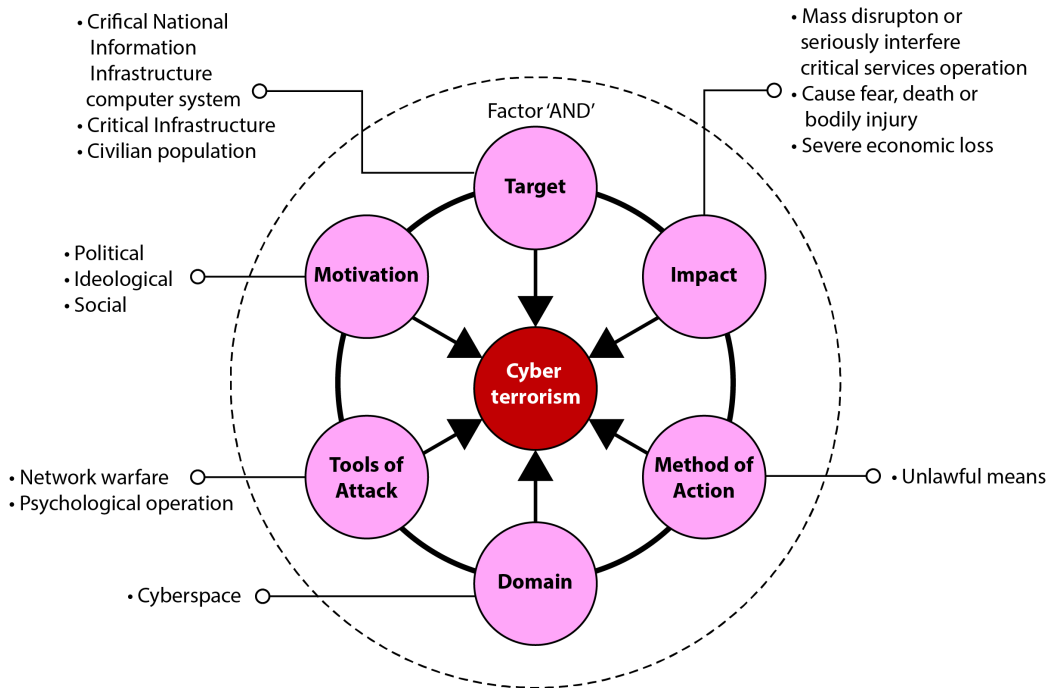 • Crifical National
Information
Infrastructure
computer system
• Critical Infrastructure
• Civilian population
• Mass disrupton or
seriously interfere
critical services operation
• Cause fear, death or
bodily injury
• Severe economic loss
Factor ‘AND’
Target
• Political
• Ideological
• Social
Motivation
Impact
Cyber
terrorism
• Network warfare
• Psychological operation
Tools of
Attack
Method of
Action
• Unlawful means
• Cyberspace
Domain